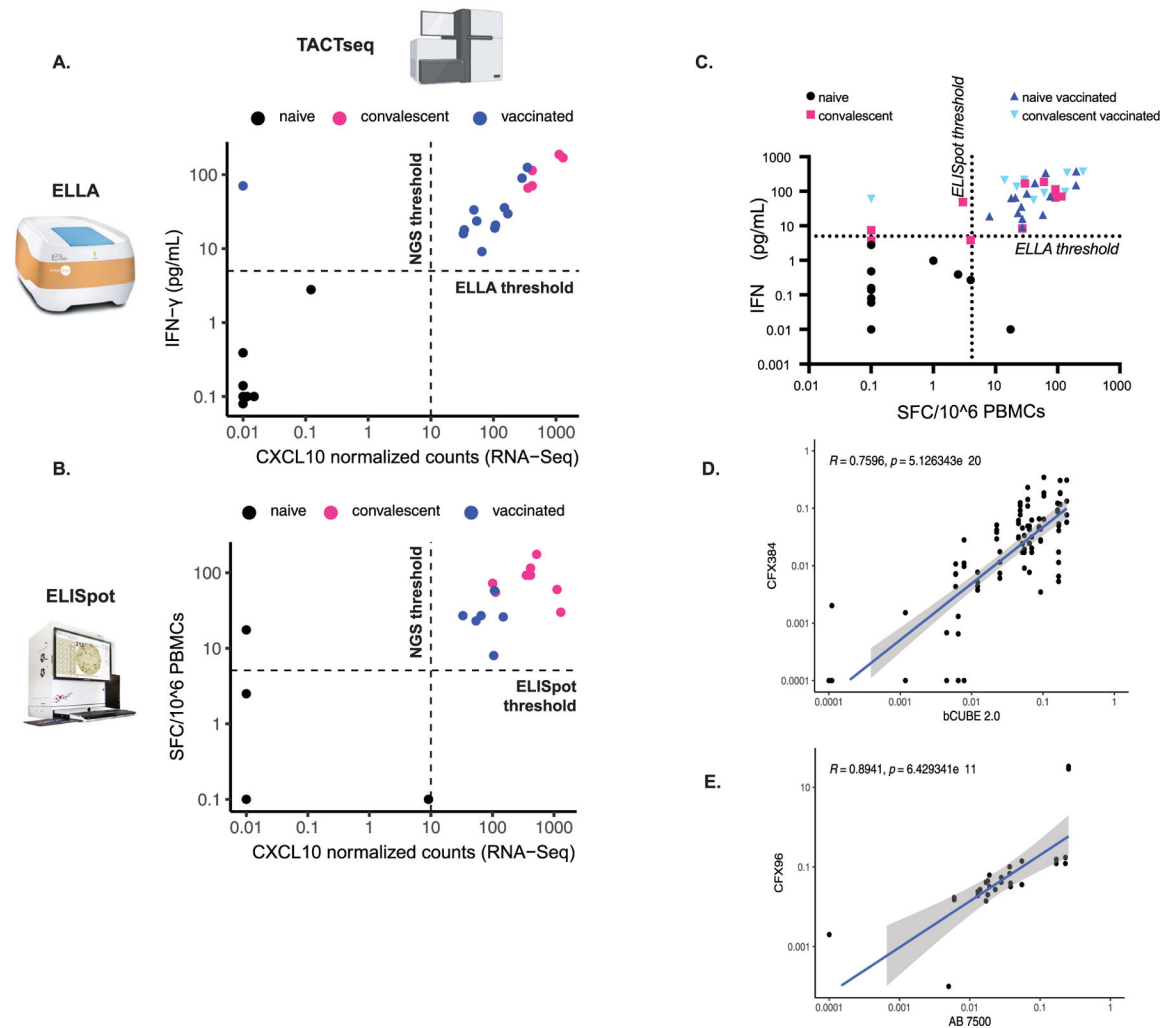 TACTseq
A.
naive convalescent vaccinated
ELLA
IFN−γ (pg/mL)
100
10
1
0.1
NGS threshold
ELLA threshold
0.01 0.1 1 10 100 1000
CXCL10 normalized counts (RNA−Seq)
B.
naive convalescent vaccinated
ELISpot
SFC/10^6 PBMCs
100
10
1
0.1
NGS threshold
ELISpot
threshold
0.01 0.1 1 10 100 1000
CXCL10 normalized counts (RNA−Seq)
C.
naive naive vaccinated
convalescent convalescent vaccinated
ELISpot threshold
IFN (pg/mL)
1000
100
10
1
0.1
0.01
0.001
ELLA threshold
0.01 0.1 1 10 100 1000
SFC/10^6 PBMCs
D.
R = 0.7596, p = 5.126343e 20
CFX384
1
0.1
0.01
0.001
0.0001
0.0001 0.001 0.01 0.1 1
bCUBE 2.0
E.
R = 0.8941, p = 6.429341e 11
CFX96
10
0.1
0.001
0.0001 0.001 0.01 0.1 1
AB 7500